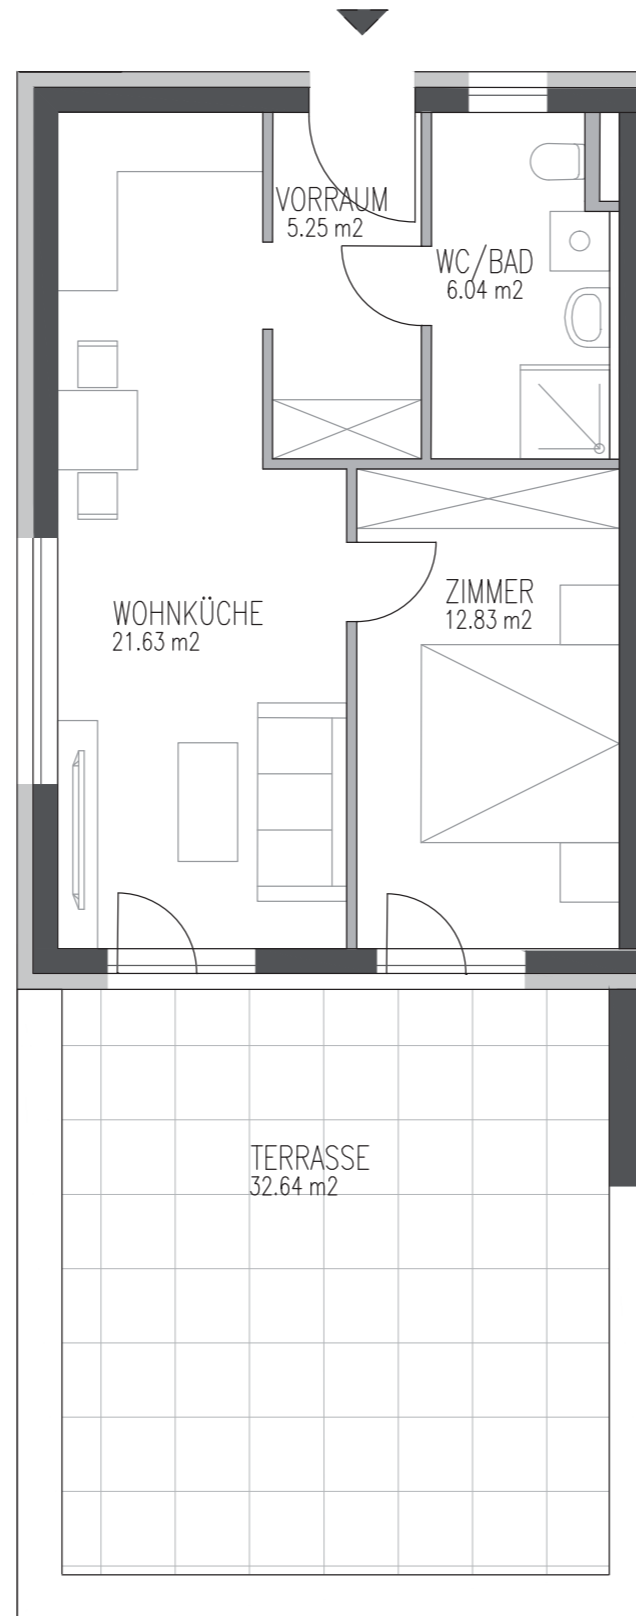 VORRAUM
5.25 m2
WC/BAD
6.04 m2
ZIMMER
12.83 m2
WOHNKÜCHE
21.63 m2
TERRASSE
32.64 m2